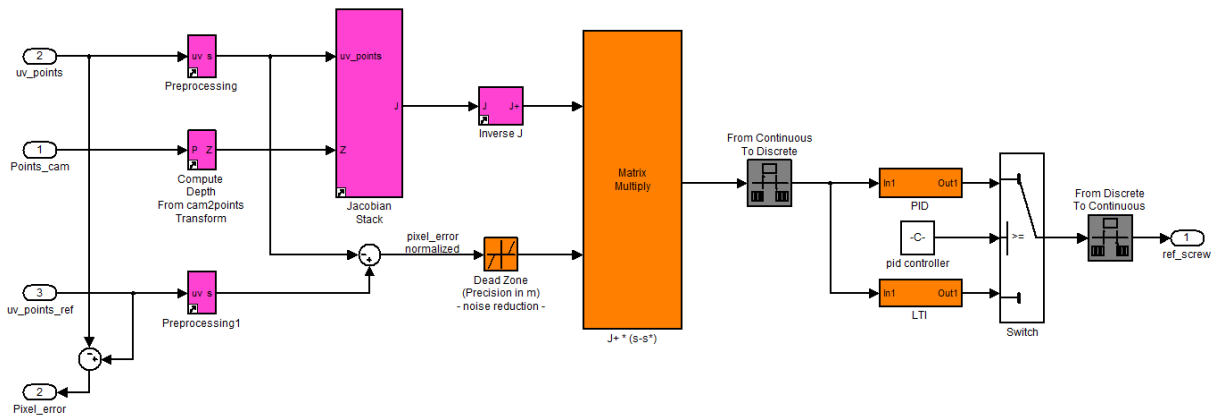 2
uv_points
uv s
Preprocessing
1
Points_cam
P Z
Compute
Depth
From cam2points
Transform
uv_points
J
Z
Jacobian
Stack
J J+
Inverse J
3
uv_points_ref
uv s
Preprocessing1
- +
- +
2
Pixel_error
pixel_error
normalized
Dead Zone
(Precision in m)
- noise reduction -
Matrix
Multiply
J+ * (s-s*)
From Continuous
To Discrete
In1 Out1
PID
-C-
pid controller
In1 Out1
LTI
>=
Switch
From Discrete
To Continuous
1
ref_screw